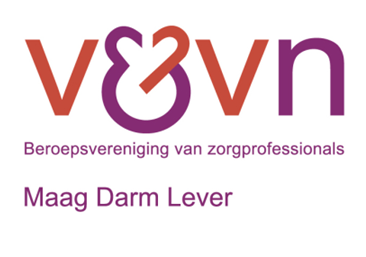 v&vn
Beroepsvereniging van zorgprofessionals
Maag Darm Lever